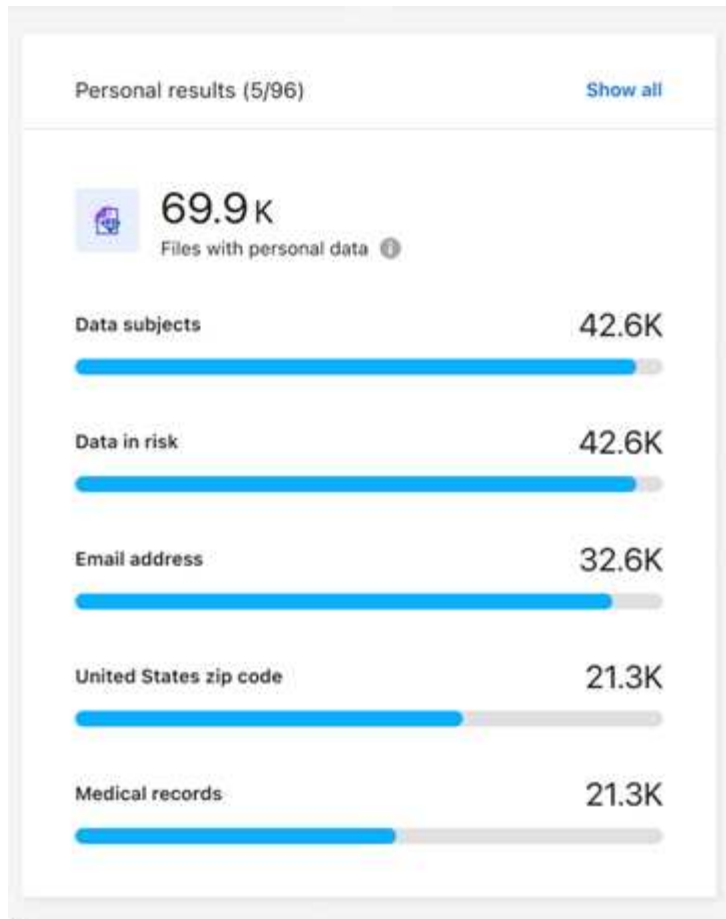 Personal results (5/96)
Show all
69.9 K
Files with personal data
Data subjects
42.6K
Data in risk
42.6K
Email address
32.6K
United States zip code
21.3K
Medical records
21.3K